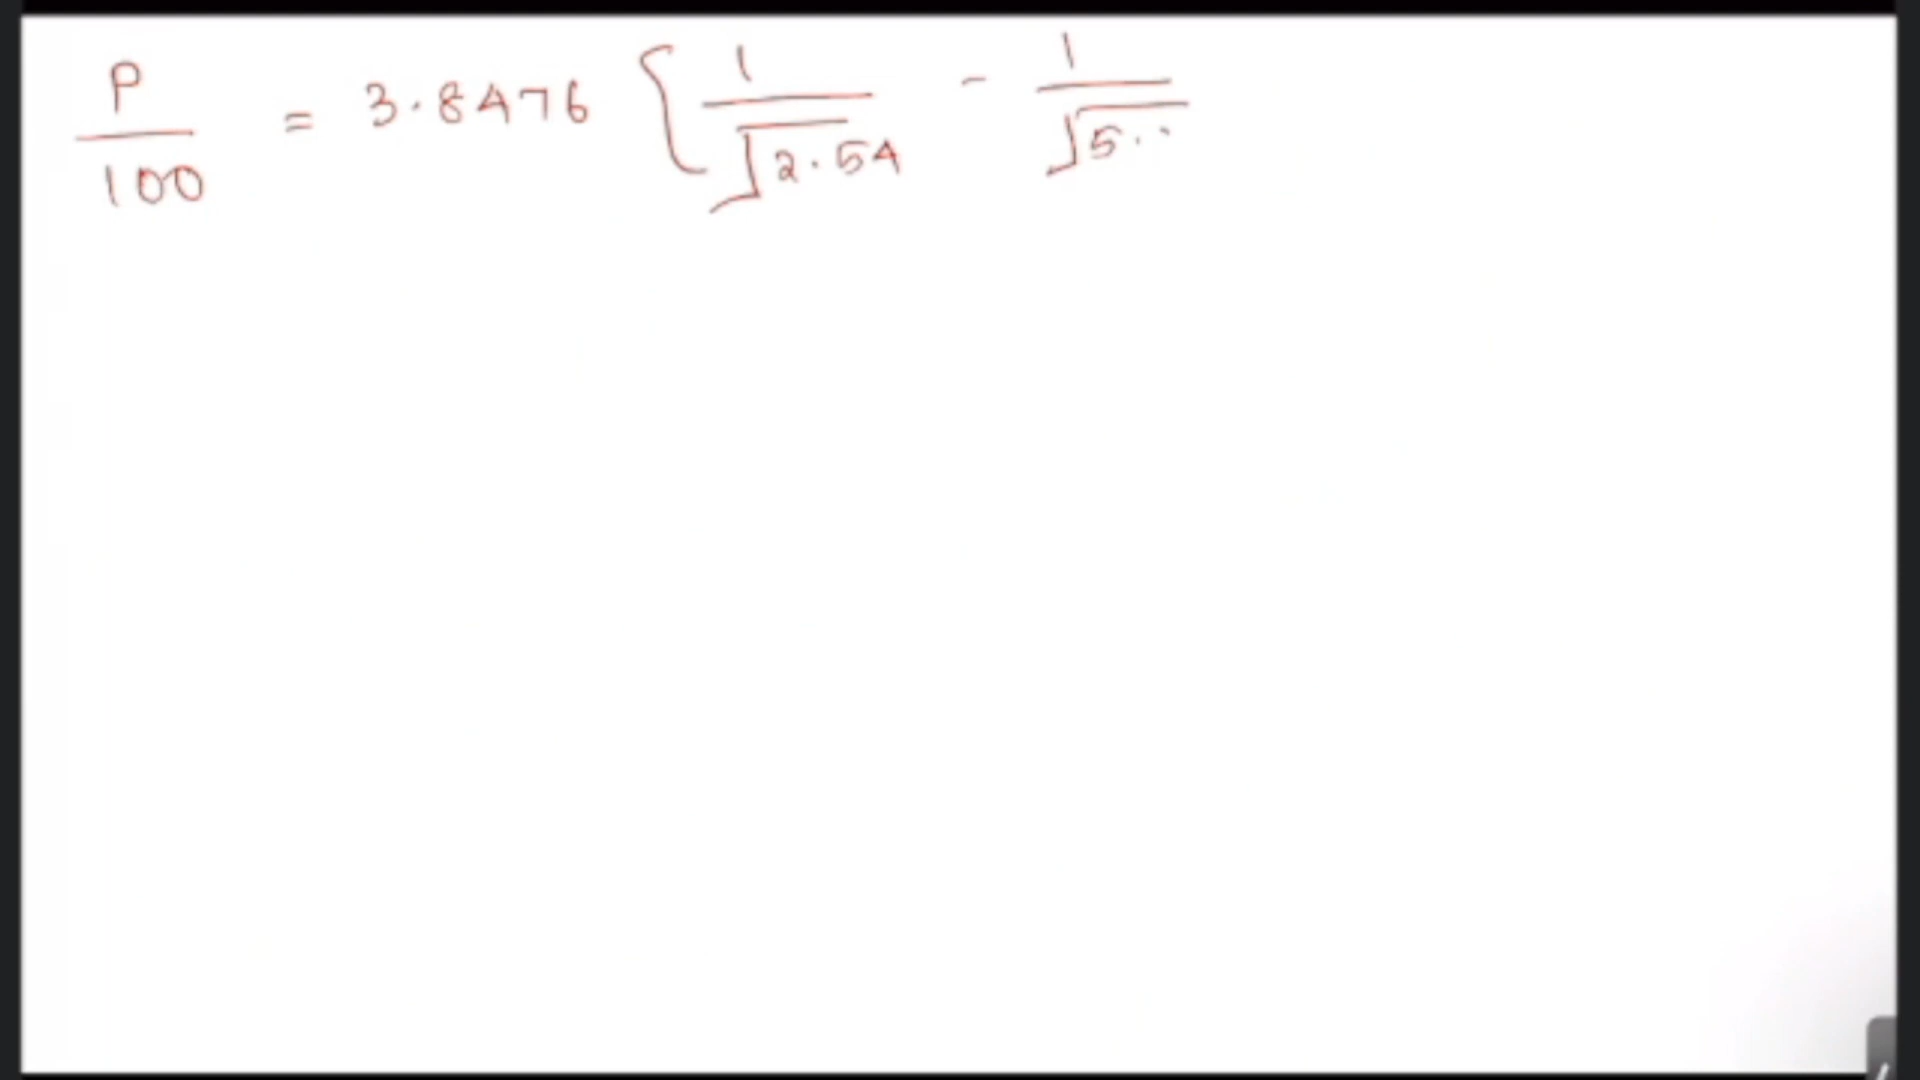 P/100 = 3.8476 { 1/√2.54 - 1/√5..